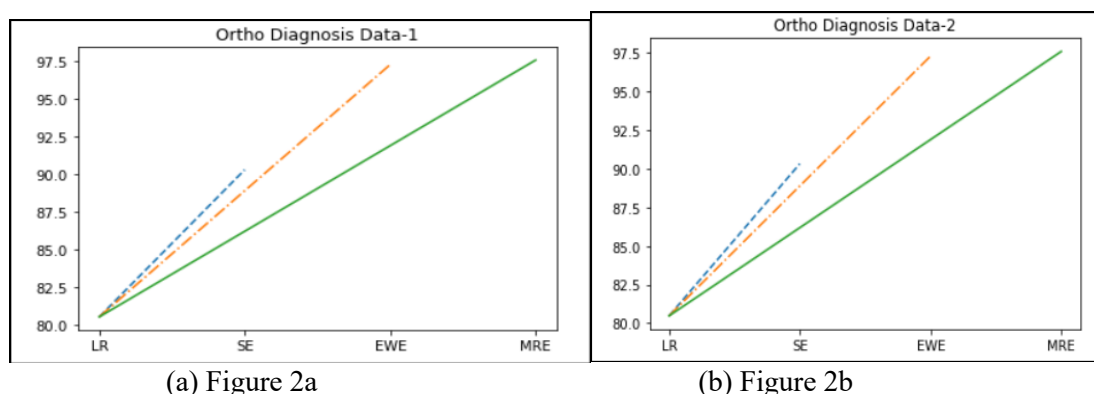 Ortho Diagnosis Data-1
97.5
95.0
92.5
90.0
87.5
85.0
82.5
80.0
LR SE EWE MRE
(a) Figure 2a
Ortho Diagnosis Data-2
97.5
95.0
92.5
90.0
87.5
85.0
82.5
80.0
LR SE EWE MRE
(b) Figure 2b